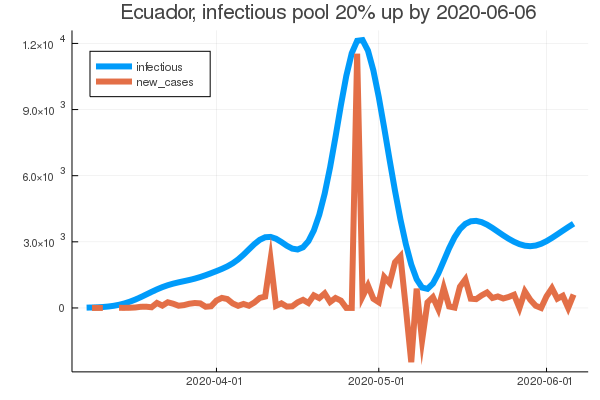 Ecuador, infectious pool 20% up by 2020-06-06
1.2×10 4
infectious
new_cases
9.0×10 3
6.0×10 3
3.0×10 3
0
2020-04-01 2020-05-01 2020-06-01